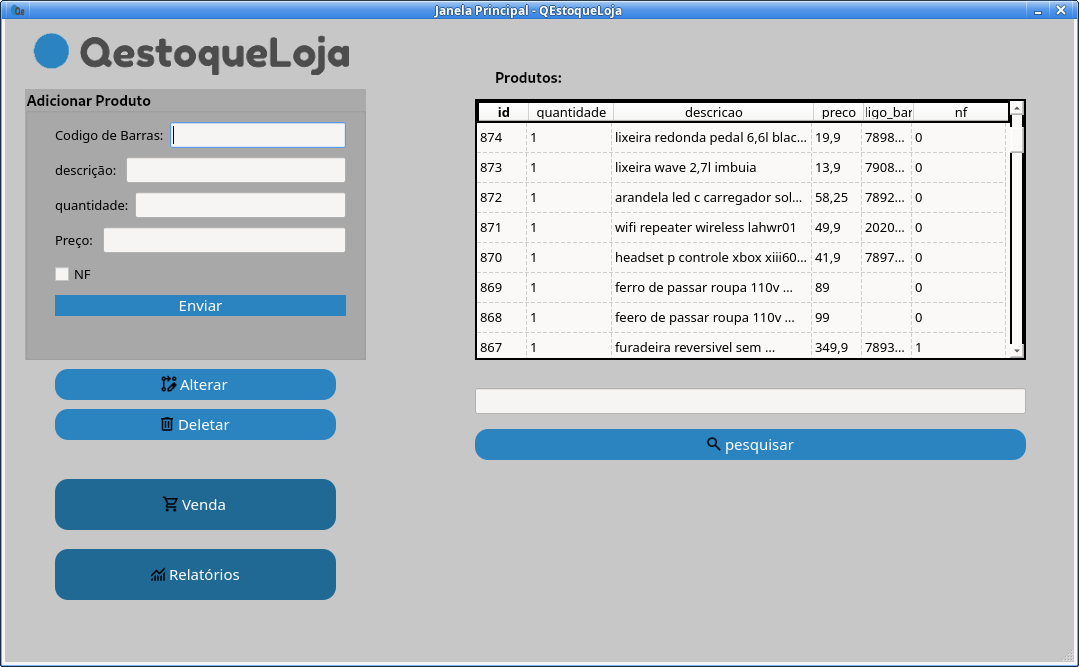 Janela Principal - QEstoqueLoja
QestoqueLoja
Adicionar Produto
Codigo de Barras:
descrição:
quantidade:
Preço:
NF
Enviar
Alterar
Deletar
Venda
Relatórios
Produtos:
id quantidade descricao preco ligo_bar nf
874 1 lixeira redonda pedal 6,6l blac... 19,9 7898... 0
873 1 lixeira wave 2,7l imbuia 13,9 7908... 0
872 1 arandela led c carregador sol... 58,25 7892... 0
871 1 wifi repeater wireless lahwr01 49,9 2020... 0
870 1 headset p controle xbox xiii60... 41,9 7897... 0
869 1 ferro de passar roupa 110v ... 89 0
868 1 feero de passar roupa 110v ... 99 0
867 1 furadeira reversivel sem ... 349,9 7893... 1
pesquisar